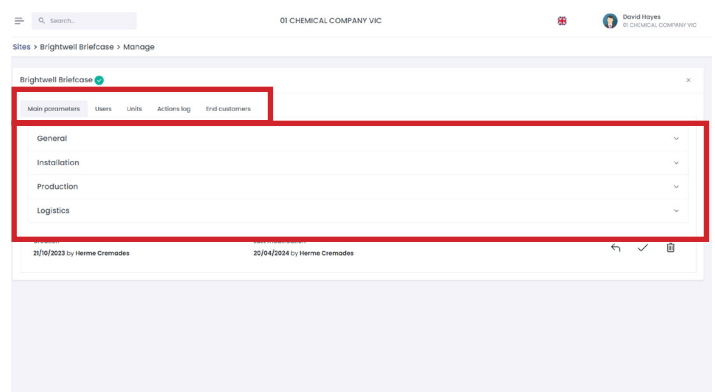 Search..
01 CHEMICAL COMPANY VIC
David Hayes
01 CHEMICAL COMPANY VIC
Sites > Brightwell Briefcase > Manage
Brightwell Briefcase
Main parameters Users Units Actions log End customers
General
Installation
Production
Logistics
21/10/2023 by Herme Cremades
20/04/2024 by Herme Cremades